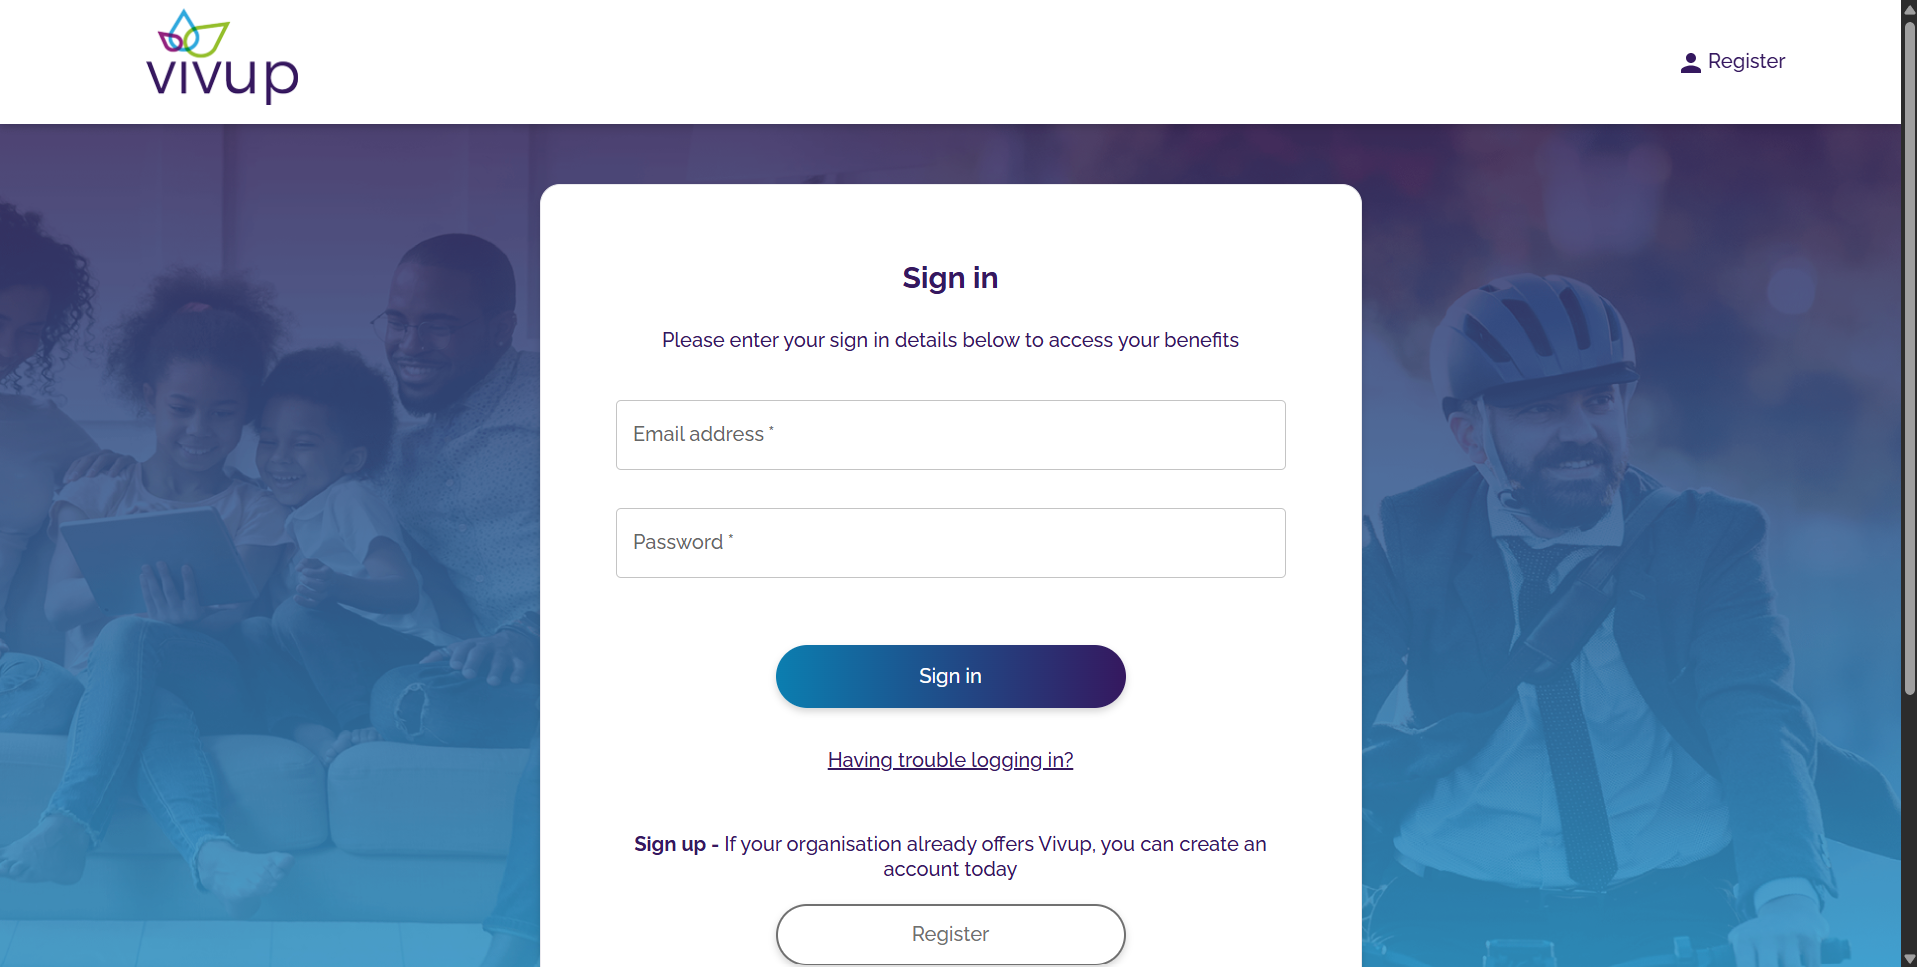 vivup
Register
Sign in
Please enter your sign in details below to access your benefits
Email address *
Password *
Sign in
Having trouble logging in?
Sign up - If your organisation already offers Vivup, you can create an
account today
Register